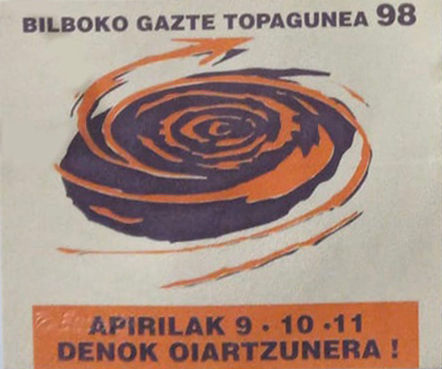 BILBOKO GAZTE TOPAGUNEA 98
APIRILAK 9 · 10 · 11
DENOK OIARTZUNERA !